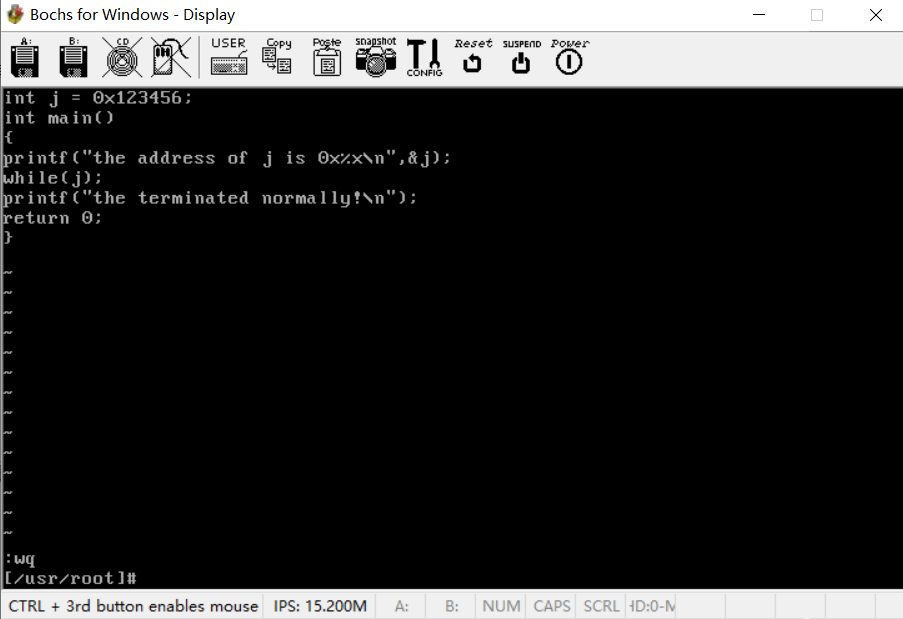 Bochs for Windows - Display
A: B: CD USER Copy Paste snapshot CONFIG Reset SUSPEND Power
int j = 0x123456;
int main()
{
printf("the address of j is 0x%x\n",&j);
while(j);
printf("the terminated normally!\n");
return 0;
}
~
~
~
~
~
~
~
~
~
~
~
~
~
~
:wq
[/usr/root]#
CTRL + 3rd button enables mouse IPS: 15.200M A: B: NUM CAPS SCRL HD:0-M